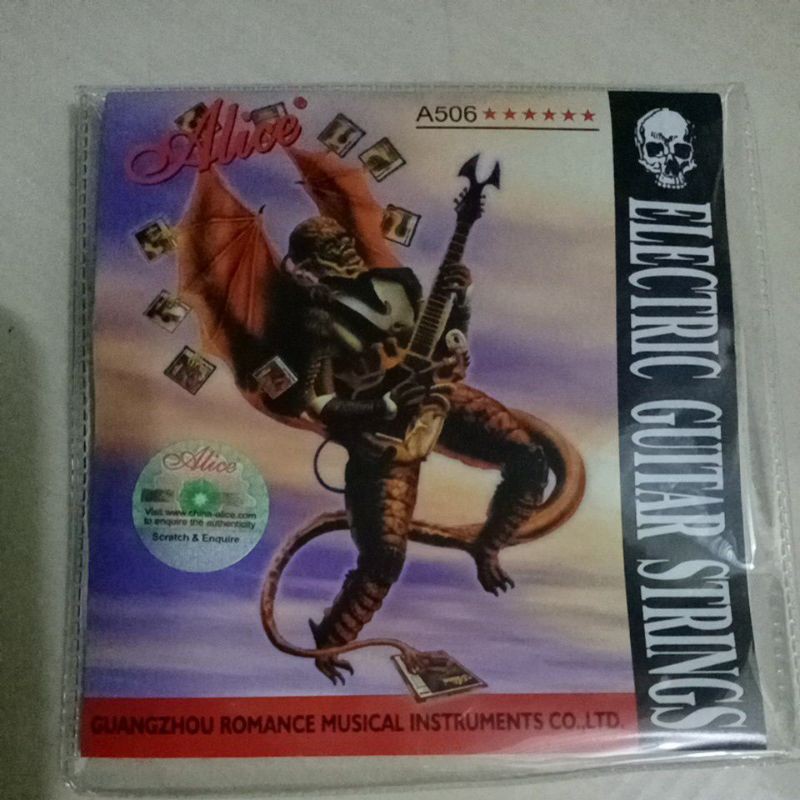 Alice®
A506 ★★★★★★
ELECTRIC GUITAR STRINGS
Alice
Visit www.china-alice.com
to enquire the authenticity
Scratch & Enquire
GUANGZHOU ROMANCE MUSICAL INSTRUMENTS CO.,LTD.